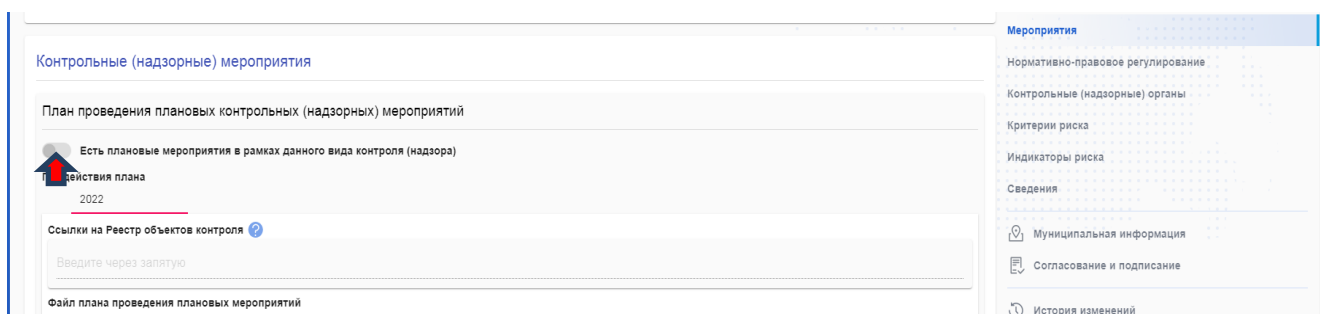 Контрольные (надзорные) мероприятия
План проведения плановых контрольных (надзорных) мероприятий
Есть плановые мероприятия в рамках данного вида контроля (надзора)
действия плана
2022
Ссылки на Реестр объектов контроля ?
Введите через запятую
Файл плана проведения плановых мероприятий
Мероприятия
Нормативно-правовое регулирование
Контрольные (надзорные) органы
Критерии риска
Индикаторы риска
Сведения
Муниципальная информация
Согласование и подписание
История изменений